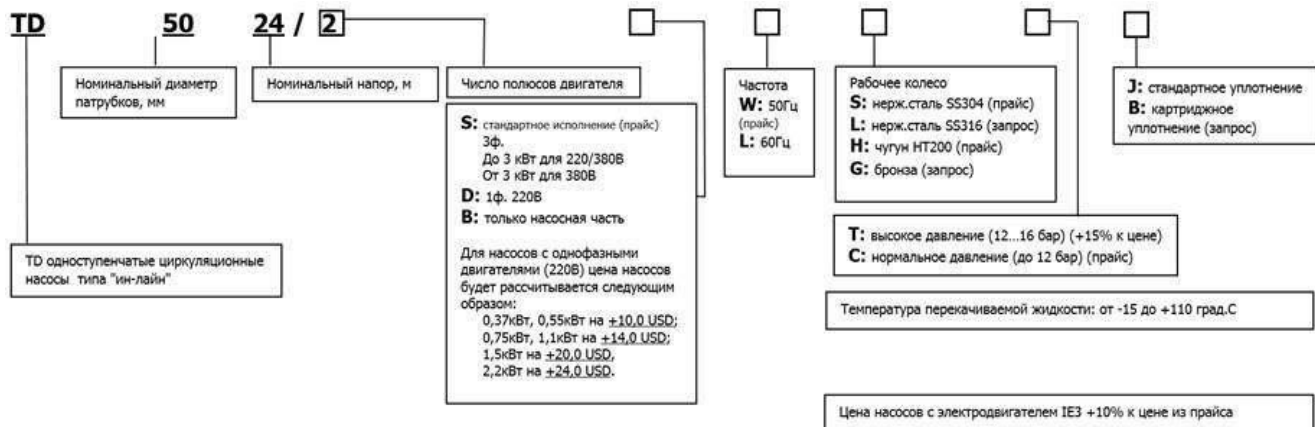 TD 50 24 / 2
Номинальный диаметр
патрубков, мм
Номинальный напор, м
Число полюсов двигателя
S: стандартное исполнение (прайс)
3ф.
До 3 кВт для 220/380В
От 3 кВт для 380В
D: 1ф. 220В
B: только насосная часть
Для насосов с однофазными
двигателями (220В) цена насосов
будет рассчитывается следующим
образом:
0,37кВт, 0,55кВт на +10,0 USD;
0,75кВт, 1,1кВт на +14,0 USD;
1,5кВт на +20,0 USD,
2,2кВт на +24,0 USD.
Частота
W: 50Гц
(прайс)
L: 60Гц
Рабочее колесо
S: нерж.сталь SS304 (прайс)
L: нерж.сталь SS316 (запрос)
H: чугун HT200 (прайс)
G: бронза (запрос)
J: стандартное уплотнение
B: картриджное
уплотнение (запрос)
T: высокое давление (12...16 бар) (+15% к цене)
C: нормальное давление (до 12 бар) (прайс)
TD одноступенчатые циркуляционные
насосы типа "ин-лайн"
Температура перекачиваемой жидкости: от -15 до +110 град.С
Цена насосов с электродвигателем IE3 +10% к цене из прайса